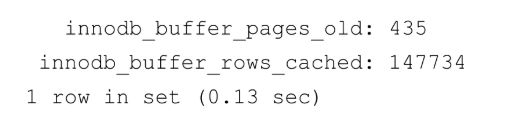 innodb_buffer_pages_old: 435
innodb_buffer_rows_cached: 147734
1 row in set (0.13 sec)